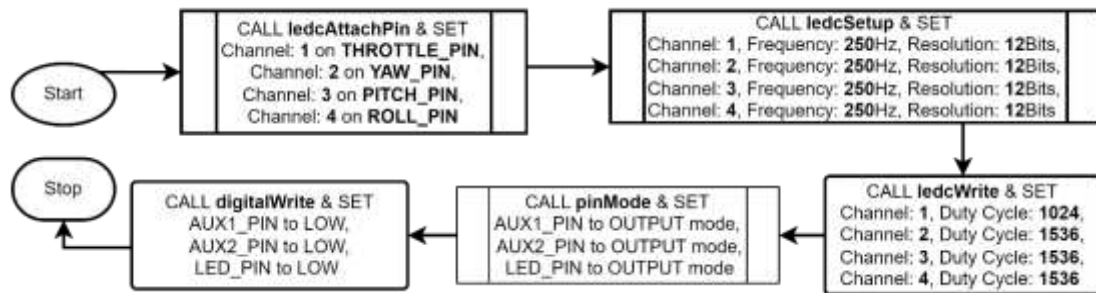 Start
CALL ledcAttachPin & SET
Channel: 1 on THROTTLE_PIN,
Channel: 2 on YAW_PIN,
Channel: 3 on PITCH_PIN,
Channel: 4 on ROLL_PIN
CALL ledcSetup & SET
Channel: 1, Frequency: 250Hz, Resolution: 12Bits,
Channel: 2, Frequency: 250Hz, Resolution: 12Bits,
Channel: 3, Frequency: 250Hz, Resolution: 12Bits,
Channel: 4, Frequency: 250Hz, Resolution: 12Bits
CALL ledcWrite & SET
Channel: 1, Duty Cycle: 1024,
Channel: 2, Duty Cycle: 1536,
Channel: 3, Duty Cycle: 1536,
Channel: 4, Duty Cycle: 1536
CALL pinMode & SET
AUX1_PIN to OUTPUT mode,
AUX2_PIN to OUTPUT mode,
LED_PIN to OUTPUT mode
CALL digitalWrite & SET
AUX1_PIN to LOW,
AUX2_PIN to LOW,
LED_PIN to LOW
Stop